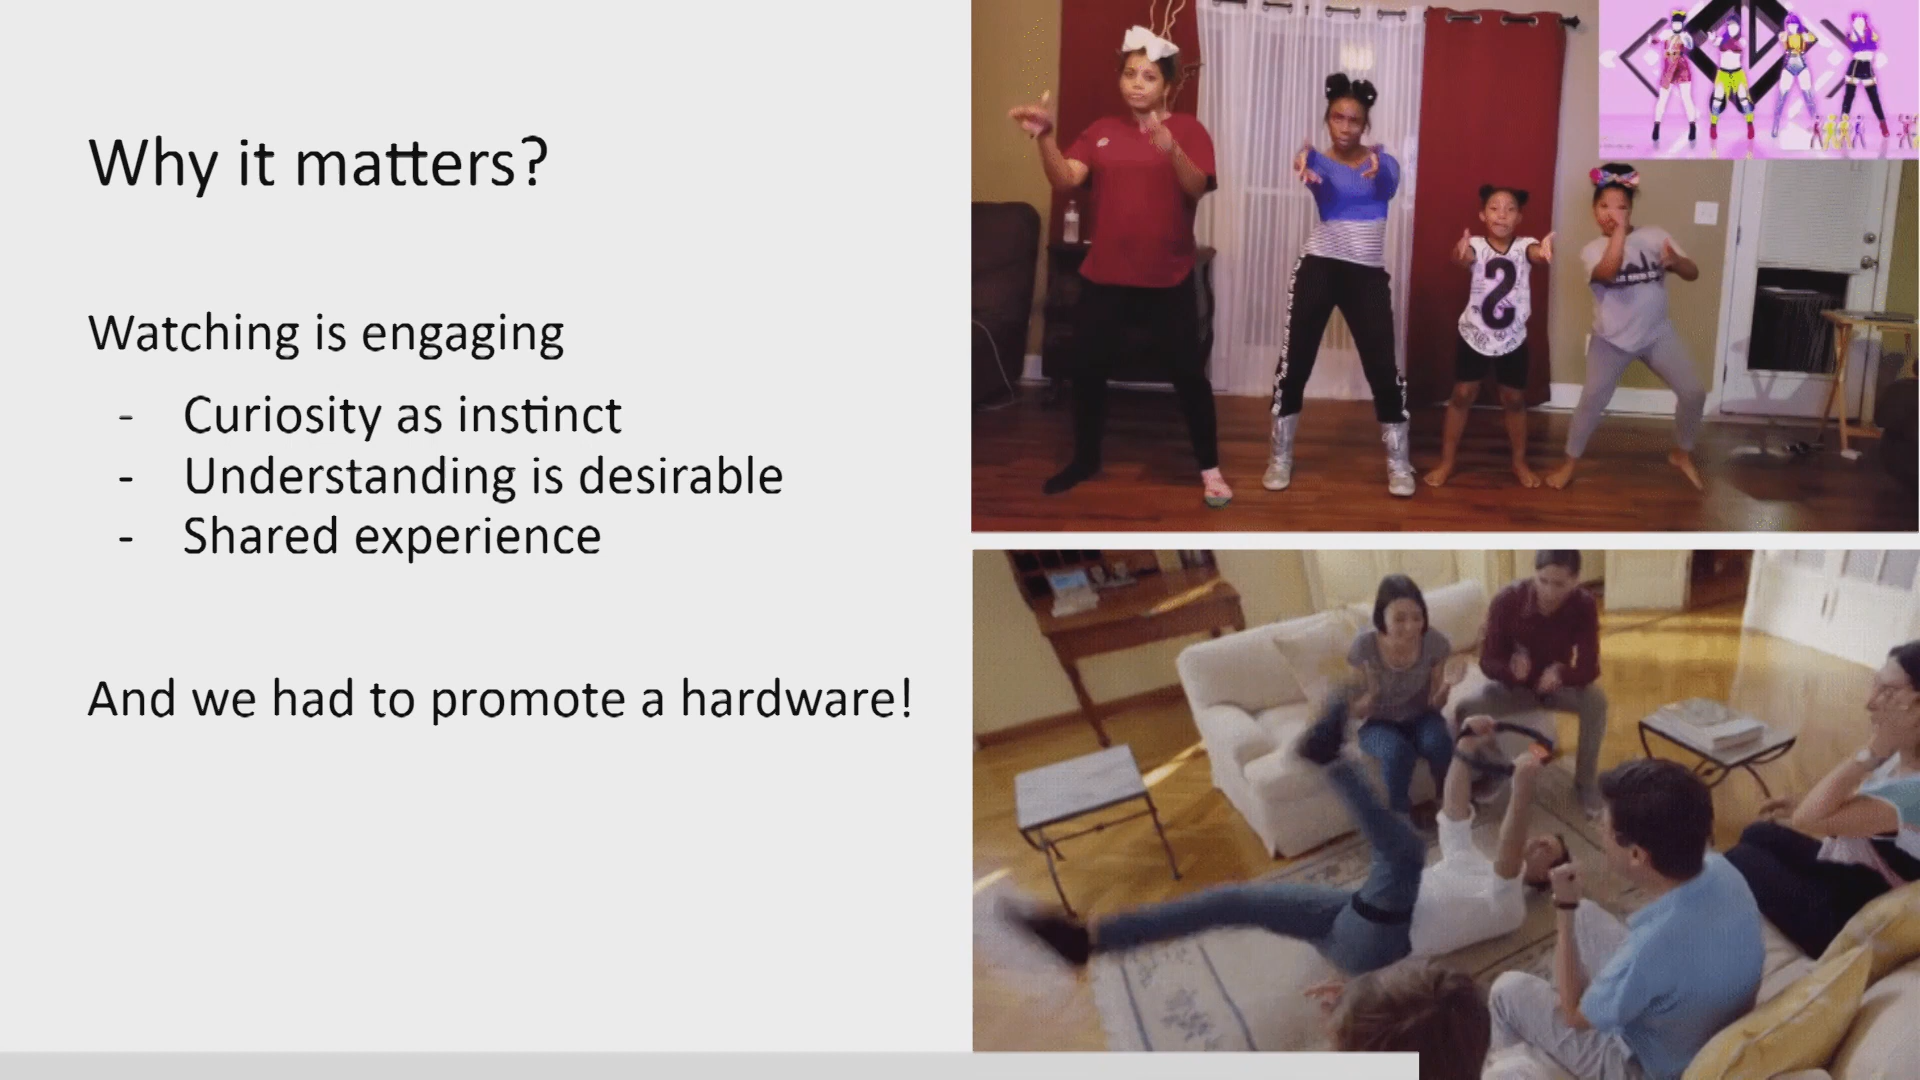 Why it matters?
Watching is engaging
- Curiosity as instinct
- Understanding is desirable
- Shared experience
And we had to promote a hardware!